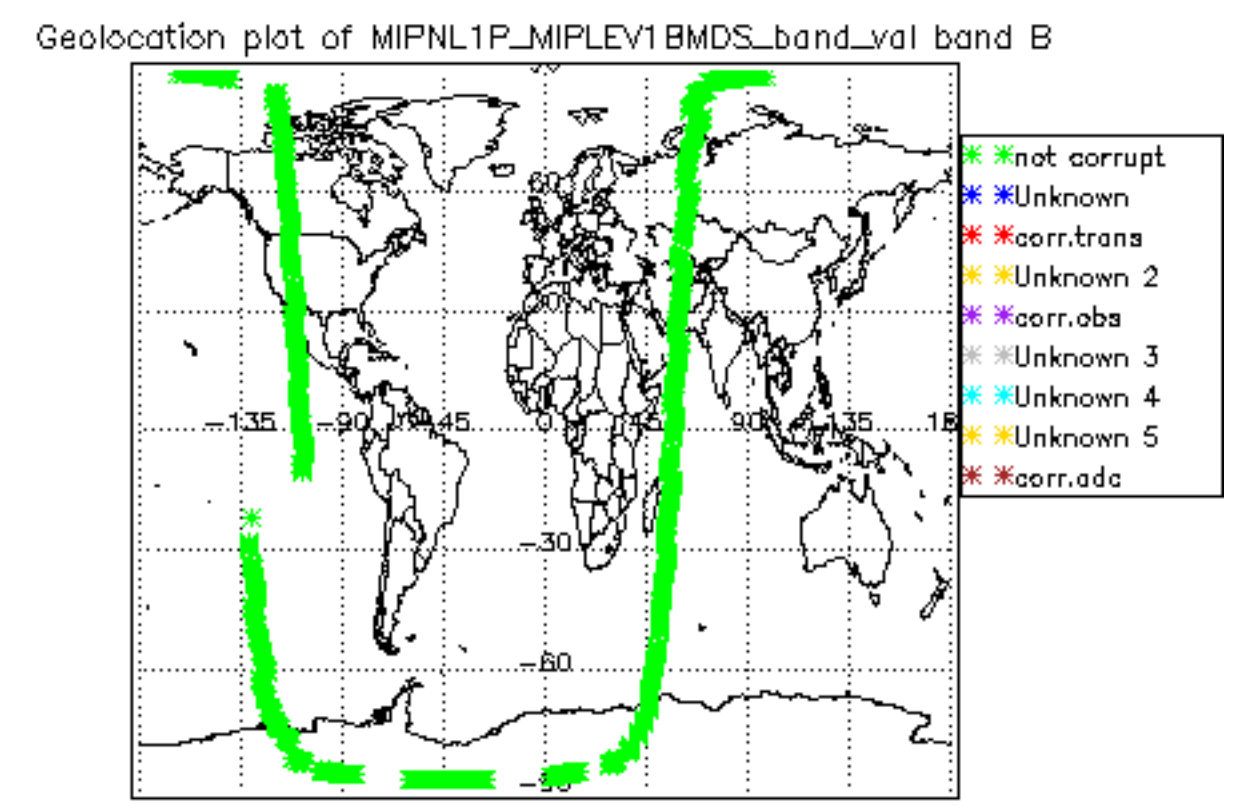 Geolocation plot of MIPNL1P_MIPLEV1BMDS_band_val band B
not corrupt
Unknown
corr.trans
Unknown 2
corr.obs
Unknown 3
Unknown 4
Unknown 5
corr.adc
60
-135 -90 -45 0 45 90 135
-30
-60